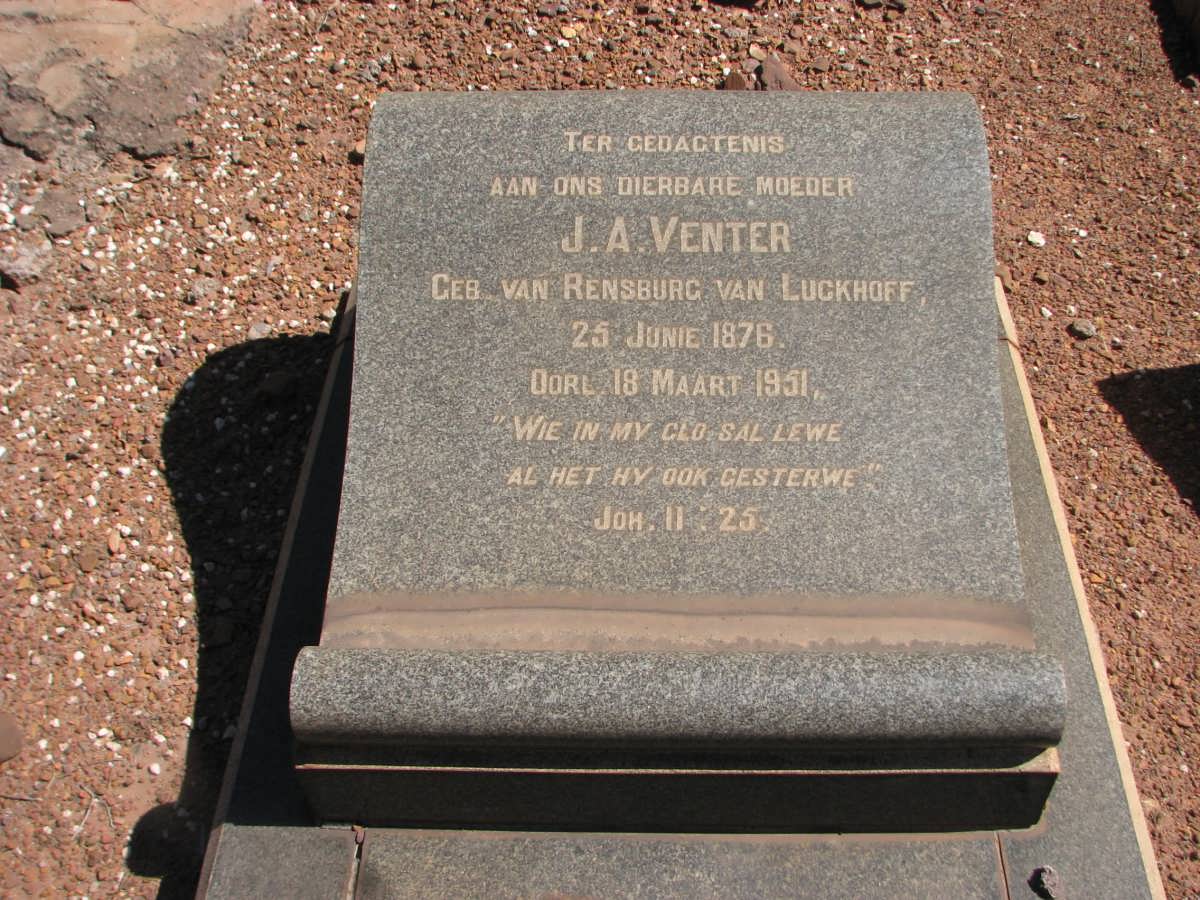 TER GEDACTENIS
AAN ONS DIERBARE MOEDER
J.A. VENTER
GEB. VAN RENSBURG VAN LUCKHOFF,
25 JUNIE 1876.
OORL. 18 MAART 1951,
"WIE IN MY GLO SAL LEWE
AL HET HY OOK GESTERWE".
JOH. 11 : 25.